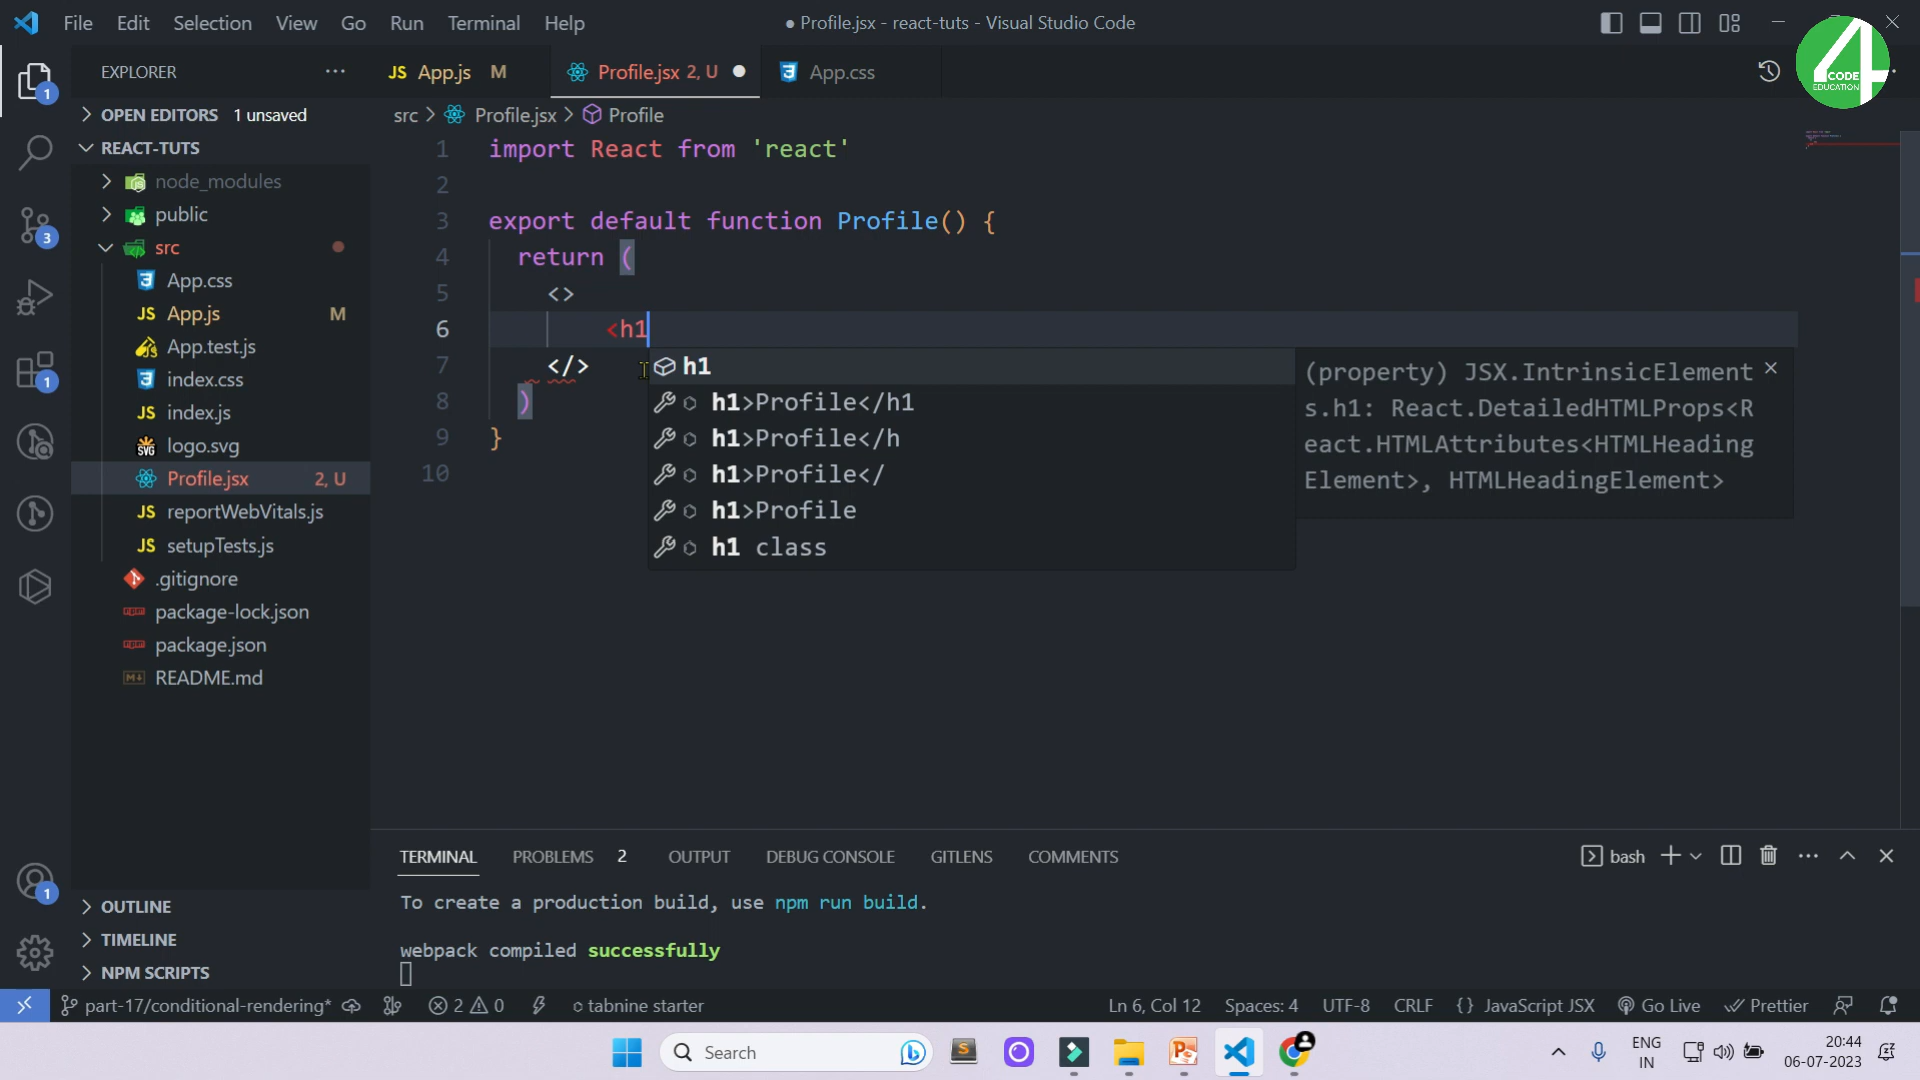 File Edit Selection View Go Run Terminal Help
● Profile.jsx - react-tuts - Visual Studio Code
4
CODE
EDUCATION
EXPLORER
JS App.js M
Profile.jsx 2, U
App.css
OPEN EDITORS 1 unsaved
src > Profile.jsx > Profile
REACT-TUTS
node_modules
public
src
App.css
JS App.js M
App.test.js
index.css
JS index.js
logo.svg
Profile.jsx 2, U
JS reportWebVitals.js
JS setupTests.js
.gitignore
package-lock.json
package.json
README.md
OUTLINE
TIMELINE
NPM SCRIPTS
1 import React from 'react'
2
3 export default function Profile() {
4 return (
5 <>
6 <h1
7 </>
8 )
9 }
10
h1
h1>Profile</h1
h1>Profile</h
h1>Profile</
h1>Profile
h1 class
(property) JSX.IntrinsicElement
s.h1: React.DetailedHTMLProps<R
eact.HTMLAttributes<HTMLHeading
Element>, HTMLHeadingElement>
TERMINAL PROBLEMS 2 OUTPUT DEBUG CONSOLE GITLENS COMMENTS
bash
To create a production build, use npm run build.
webpack compiled successfully
1
3
1
1
part-17/conditional-rendering* 2 0 tabnine starter
Ln 6, Col 12 Spaces: 4 UTF-8 CRLF {} JavaScript JSX Go Live Prettier
Search
ENG
IN
20:44
06-07-2023